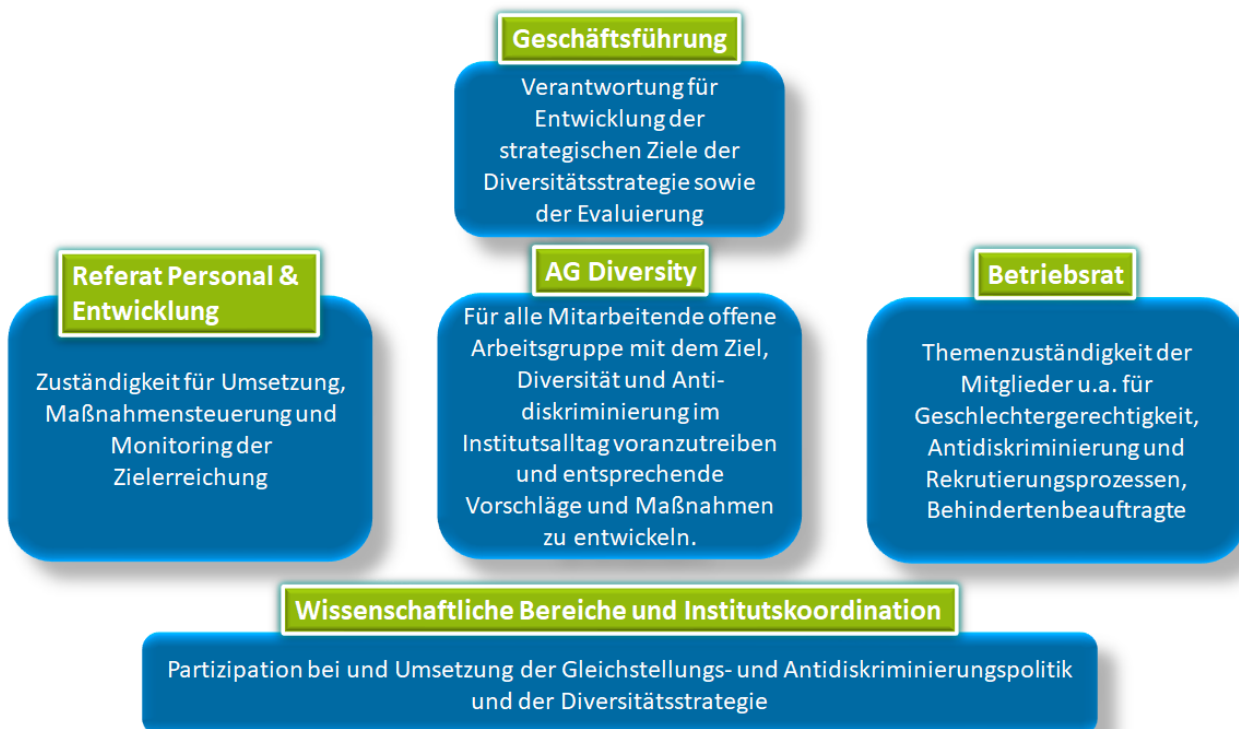 Geschäftsführung
Verantwortung für
Entwicklung der
strategischen Ziele der
Diversitätsstrategie sowie
der Evaluierung
Referat Personal &
Entwicklung
Zuständigkeit für Umsetzung,
Maßnahmensteuerung und
Monitoring der
Zielerreichung
AG Diversity
Für alle Mitarbeitende offene
Arbeitsgruppe mit dem Ziel,
Diversität und Anti-
diskriminierung im
Institutsalltag voranzutreiben
und entsprechende
Vorschläge und Maßnahmen
zu entwickeln.
Betriebsrat
Themenzuständigkeit der
Mitglieder u.a. für
Geschlechtergerechtigkeit,
Antidiskriminierung und
Rekrutierungsprozessen,
Behindertenbeauftragte
Wissenschaftliche Bereiche und Institutskoordination
Partizipation bei und Umsetzung der Gleichstellungs- und Antidiskriminierungspolitik
und der Diversitätsstrategie